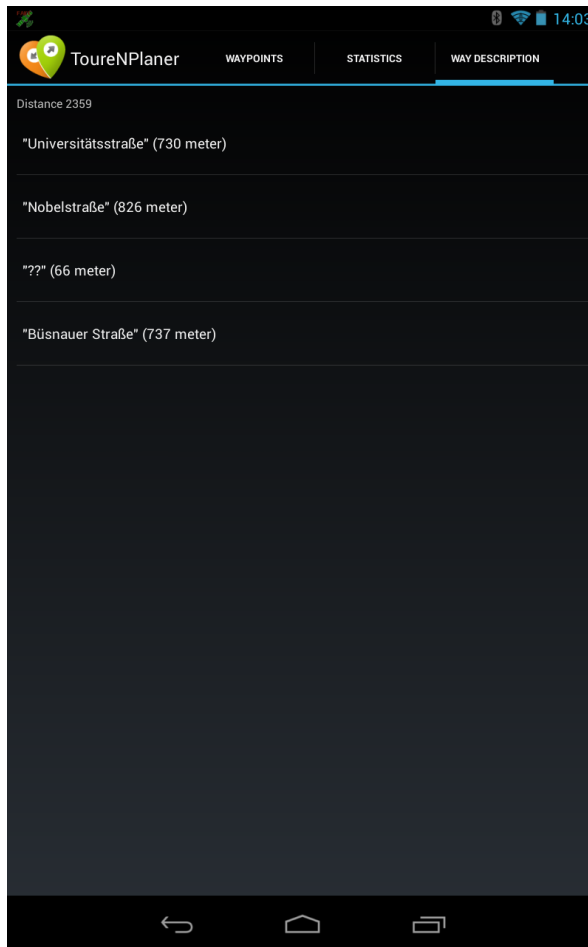 14:03
ToureNPlaner
WAYPOINTS
STATISTICS
WAY DESCRIPTION
Distance 2359
"Universitätsstraße" (730 meter)
"Nobelstraße" (826 meter)
"??" (66 meter)
"Büsnauer Straße" (737 meter)